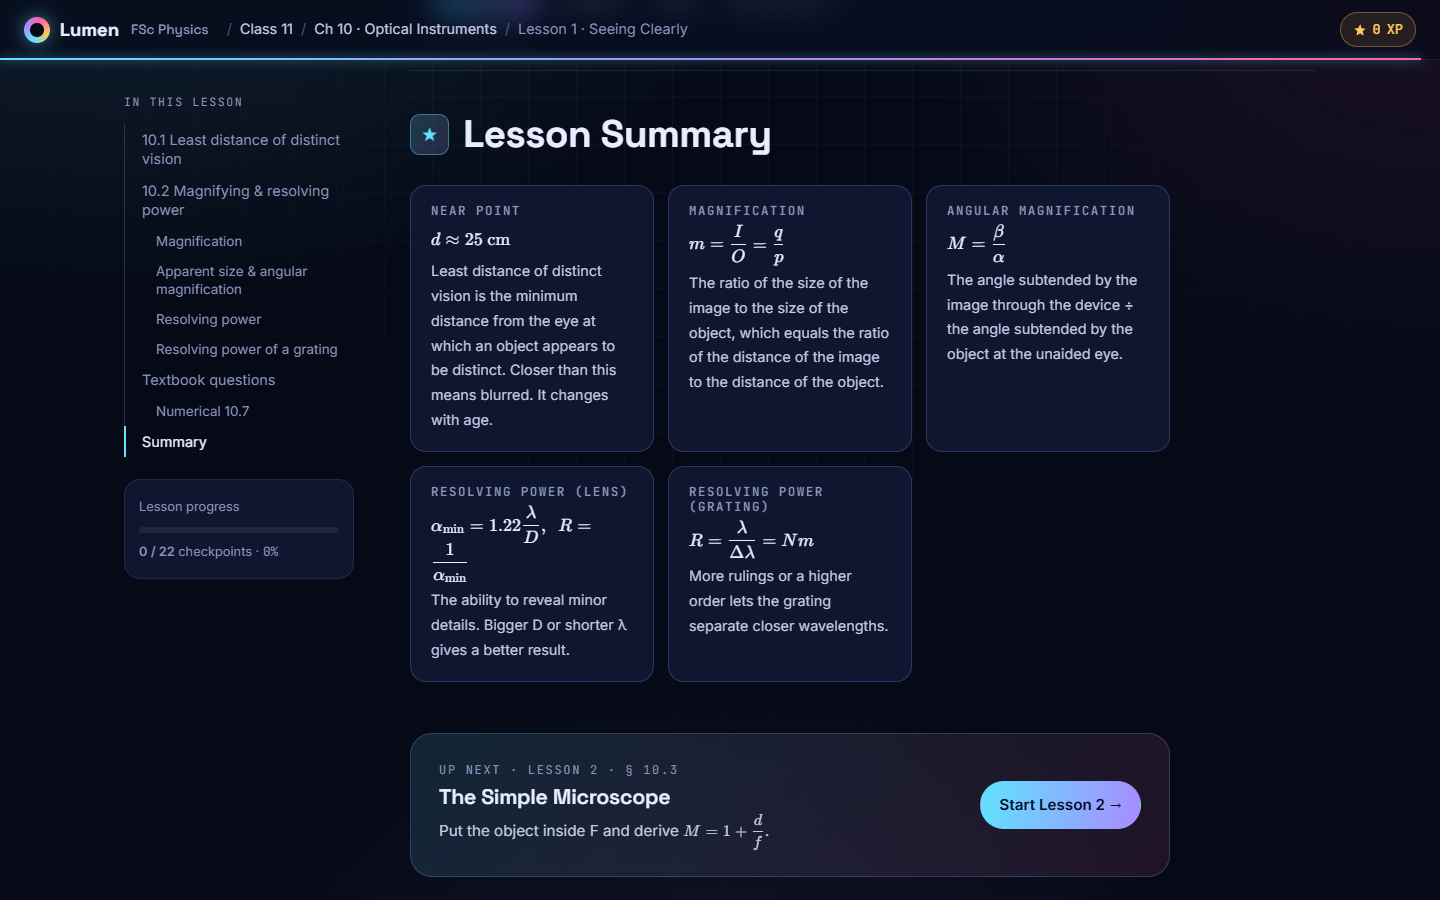 Lumen FSc Physics / Class 11 / Ch 10 · Optical Instruments / Lesson 1 · Seeing Clearly
★ 0 XP
IN THIS LESSON
10.1 Least distance of distinct
vision
10.2 Magnifying & resolving
power
Magnification
Apparent size & angular
magnification
Resolving power
Resolving power of a grating
Textbook questions
Numerical 10.7
Summary
Lesson progress
0 / 22 checkpoints · 0%
★ Lesson Summary
NEAR POINT
d ≈ 25 cm
Least distance of distinct
vision is the minimum
distance from the eye at
which an object appears to
be distinct. Closer than this
means blurred. It changes
with age.
MAGNIFICATION
m = I/O = q/p
The ratio of the size of the
image to the size of the
object, which equals the ratio
of the distance of the image
to the distance of the object.
ANGULAR MAGNIFICATION
M = β/α
The angle subtended by the
image through the device ÷
the angle subtended by the
object at the unaided eye.
RESOLVING POWER (LENS)
α_min = 1.22 λ/D, R =
1/α_min
The ability to reveal minor
details. Bigger D or shorter λ
gives a better result.
RESOLVING POWER
(GRATING)
R = λ/Δλ = Nm
More rulings or a higher
order lets the grating
separate closer wavelengths.
UP NEXT · LESSON 2 · § 10.3
The Simple Microscope
Put the object inside F and derive M = 1 + d/f.
Start Lesson 2 →